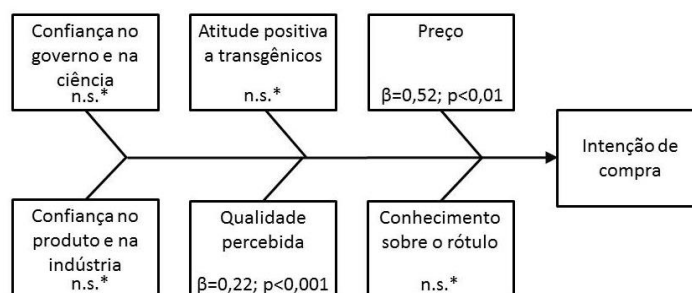 Confiança no
governo e na
ciência
n.s.*
Atitude positiva
a transgênicos
n.s.*
Preço
β=0,52; p<0,01
Intenção de
compra
Confiança no
produto e na
indústria
n.s.*
Qualidade
percebida
β=0,22; p<0,001
Conhecimento
sobre o rótulo
n.s.*